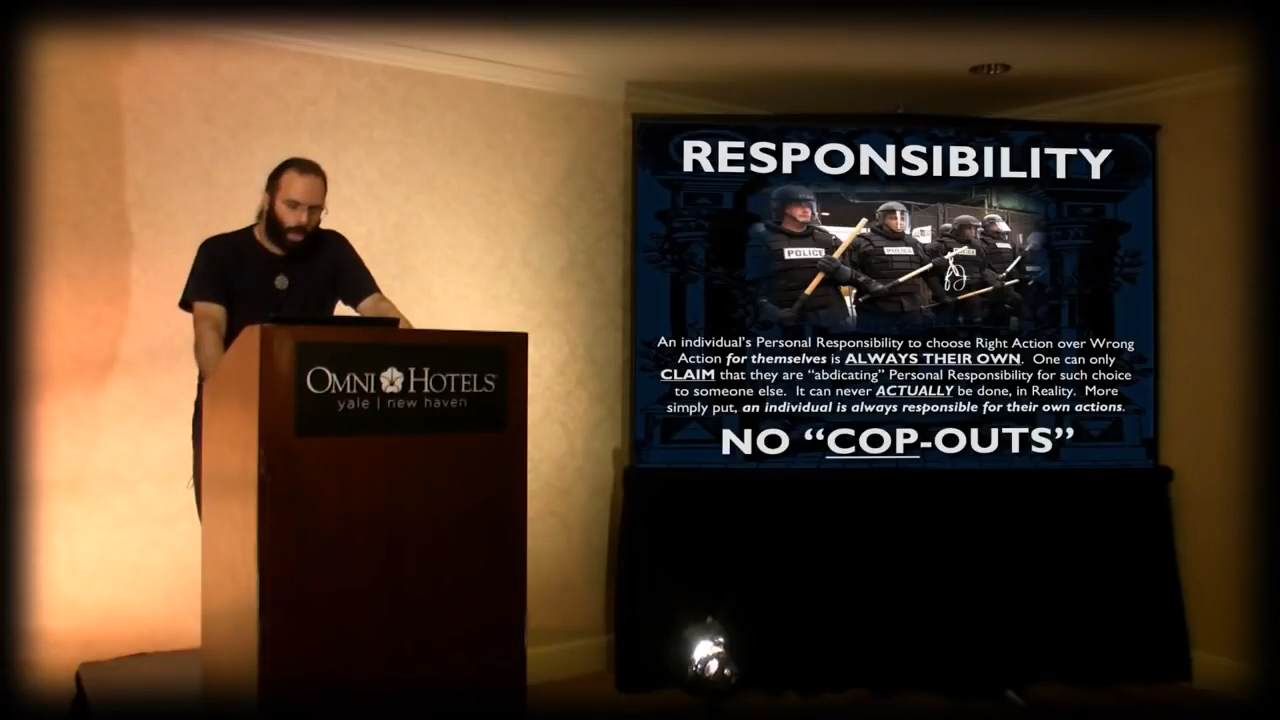 RESPONSIBILITY
POLICE
POLICE
An individual's Personal Responsibility to choose Right Action over Wrong
Action for themselves is ALWAYS THEIR OWN. One can only
CLAIM that they are "abdicating" Personal Responsibility for such choice
to someone else. It can never ACTUALLY be done, in Reality. More
simply put, an individual is always responsible for their own actions.
NO "COP-OUTS"
OMNI HOTELS
yale | new haven